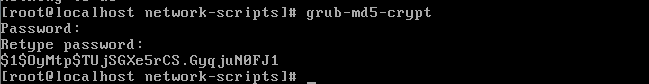 [root@localhost network-scripts]# grub-md5-crypt
Password:
Retype password:
$1$OyMtp$TUjSGXe5rCS.GyqjuN0FJ1
[root@localhost network-scripts]# _